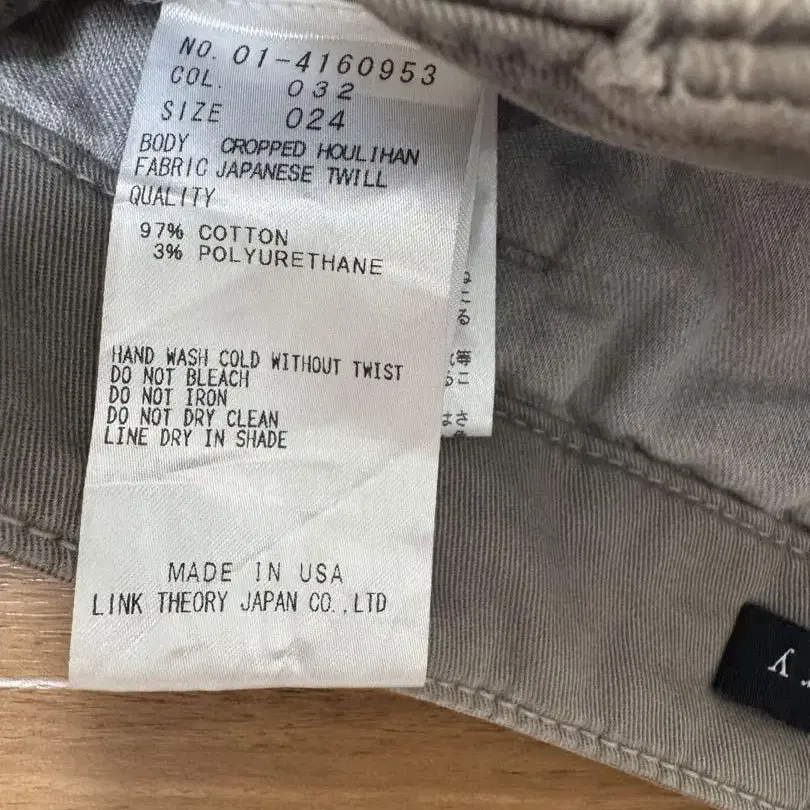 NO. 01-4160953
COL. 032
SIZE 024
BODY CROPPED HOULIHAN
FABRIC JAPANESE TWILL
QUALITY
97% COTTON
3% POLYURETHANE
HAND WASH COLD WITHOUT TWIST
DO NOT BLEACH
DO NOT IRON
DO NOT DRY CLEAN
LINE DRY IN SHADE
MADE IN USA
LINK THEORY JAPAN CO.,LTD